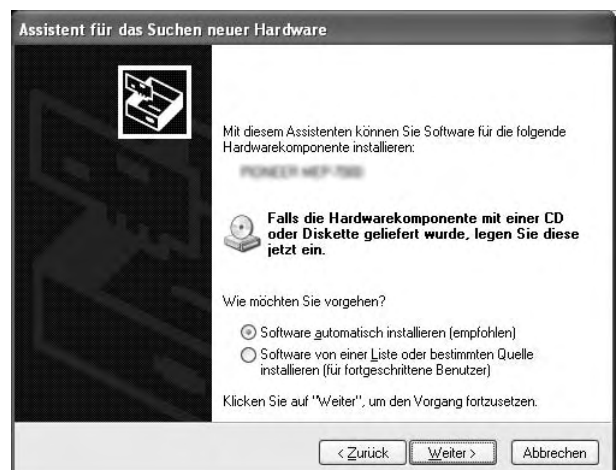 Assistent für das Suchen neuer Hardware
Mit diesem Assistenten können Sie Software für die folgende
Hardwarekomponente installieren:
Falls die Hardwarekomponente mit einer CD
oder Diskette geliefert wurde, legen Sie diese
jetzt ein.
Wie möchten Sie vorgehen?
Software automatisch installieren (empfohlen)
Software von einer Liste oder bestimmten Quelle
installieren (für fortgeschrittene Benutzer)
Klicken Sie auf "Weiter", um den Vorgang fortzusetzen.
< Zurück Weiter > Abbrechen